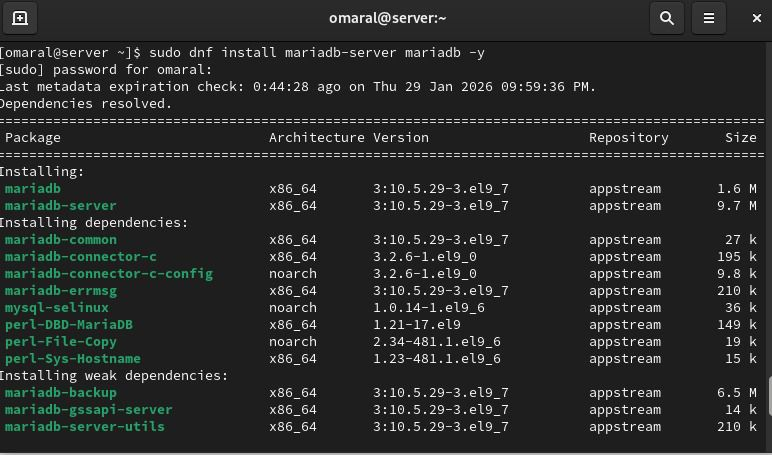 omaral@server:~
[omaral@server ~]$ sudo dnf install mariadb-server mariadb -y
[sudo] password for omaral:
Last metadata expiration check: 0:44:28 ago on Thu 29 Jan 2026 09:59:36 PM.
Dependencies resolved.
================================================================================
Package Architecture Version Repository Size
================================================================================
Installing:
mariadb x86_64 3:10.5.29-3.el9_7 appstream 1.6 M
mariadb-server x86_64 3:10.5.29-3.el9_7 appstream 9.7 M
Installing dependencies:
mariadb-common x86_64 3:10.5.29-3.el9_7 appstream 27 k
mariadb-connector-c x86_64 3.2.6-1.el9_0 appstream 195 k
mariadb-connector-c-config noarch 3.2.6-1.el9_0 appstream 9.8 k
mariadb-errmsg x86_64 3:10.5.29-3.el9_7 appstream 210 k
mysql-selinux noarch 1.0.14-1.el9_6 appstream 36 k
perl-DBD-MariaDB x86_64 1.21-17.el9 appstream 149 k
perl-File-Copy noarch 2.34-481.1.el9_6 appstream 19 k
perl-Sys-Hostname x86_64 1.23-481.1.el9_6 appstream 15 k
Installing weak dependencies:
mariadb-backup x86_64 3:10.5.29-3.el9_7 appstream 6.5 M
mariadb-gssapi-server x86_64 3:10.5.29-3.el9_7 appstream 14 k
mariadb-server-utils x86_64 3:10.5.29-3.el9_7 appstream 210 k